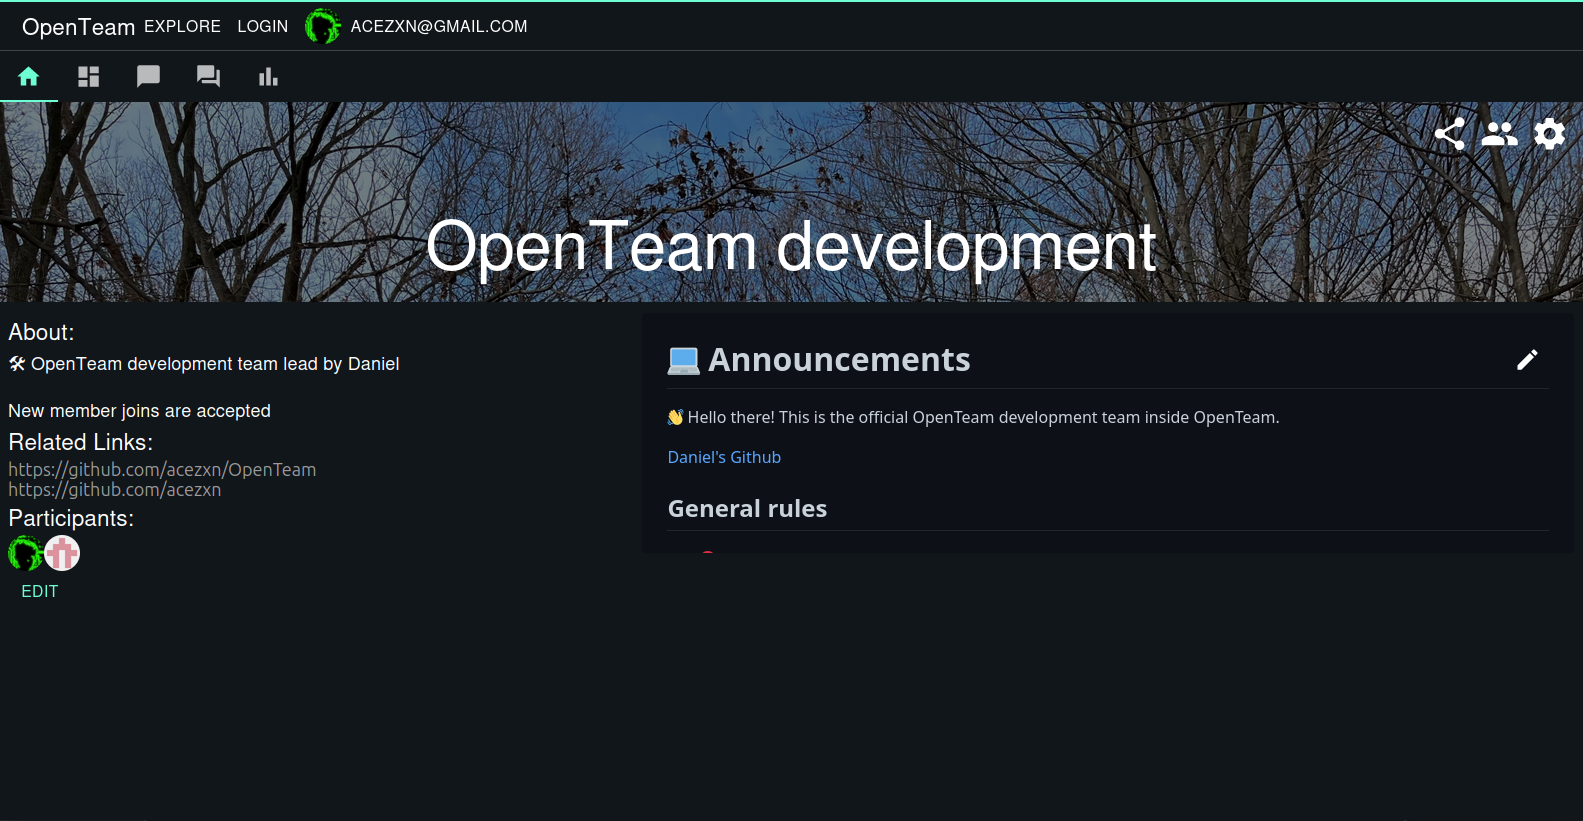 OpenTeam EXPLORE LOGIN ACEZXN@GMAIL.COM
OpenTeam development
About:
🛠 OpenTeam development team lead by Daniel
New member joins are accepted
Related Links:
https://github.com/acezxn/OpenTeam
https://github.com/acezxn
Participants:
EDIT
💻 Announcements
👋 Hello there! This is the official OpenTeam development team inside OpenTeam.
Daniel's Github
General rules